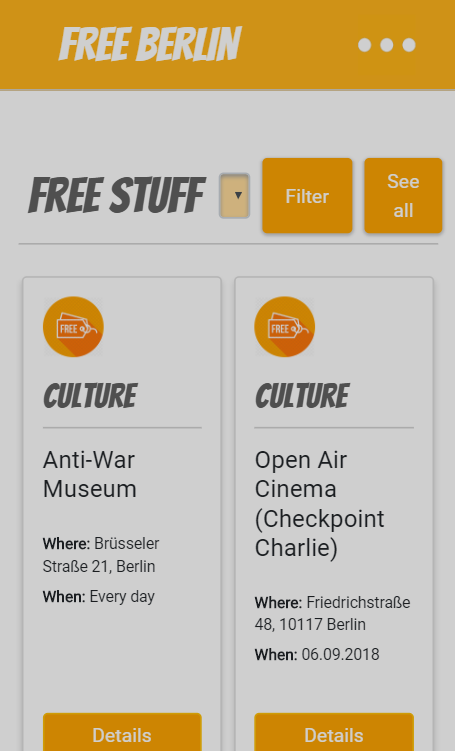 FREE BERLIN
FREE STUFF
Filter
See
all
FREE
CULTURE
Anti-War
Museum
Where: Brüsseler
Straße 21, Berlin
When: Every day
Details
FREE
CULTURE
Open Air
Cinema
(Checkpoint
Charlie)
Where: Friedrichstraße
48, 10117 Berlin
When: 06.09.2018
Details